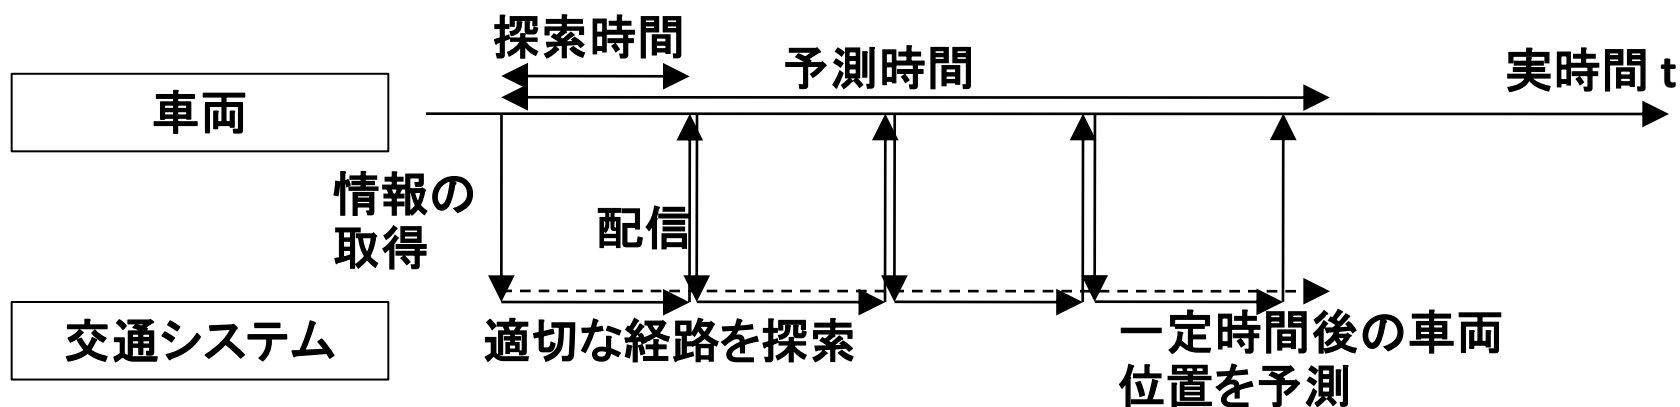 探索時間
予測時間
実時間 t
車両
情報の
取得
配信
交通システム
適切な経路を探索
一定時間後の車両
位置を予測